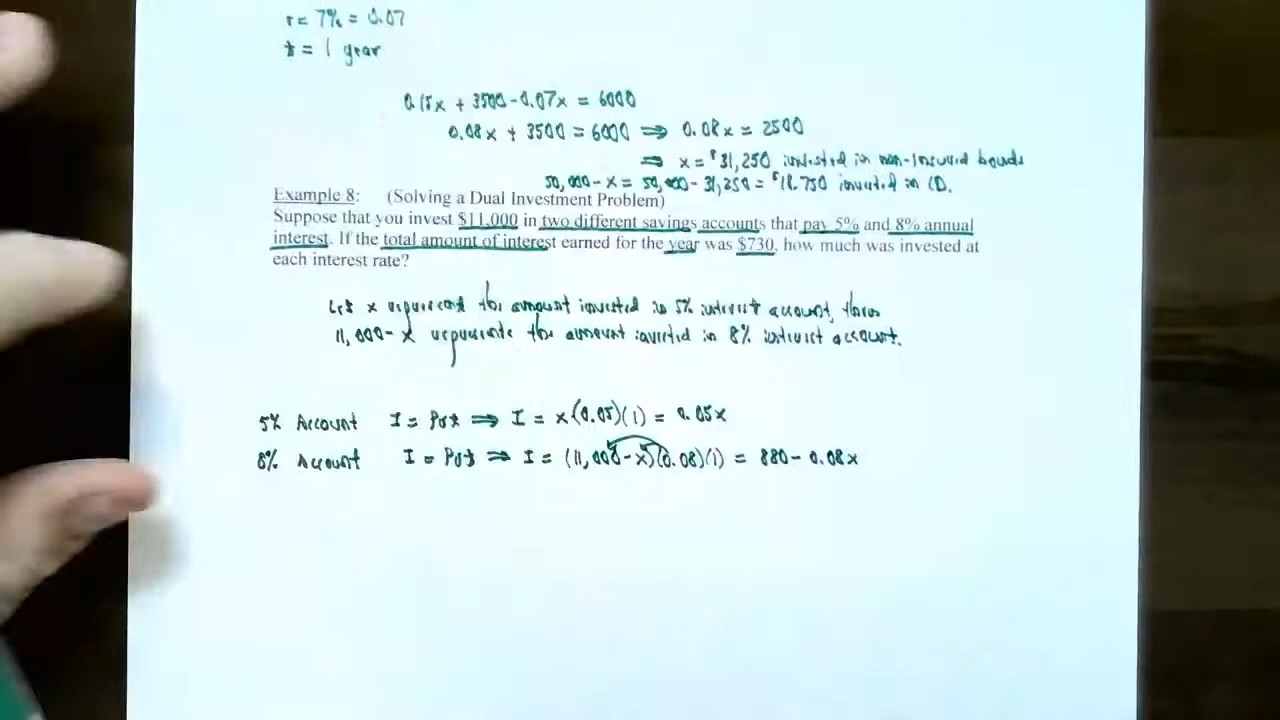 r = 7% = 0.07
t = 1 year
0.15x + 3500 - 0.07x = 6000
0.08x + 3500 = 6000 ⟹ 0.08x = 2500
⟹ x = $31,250 invested in non-insured bonds
50,000 - x = 50,000 - 31,250 = $18,750 invested in CD.
Example 8: (Solving a Dual Investment Problem)
Suppose that you invest $11,000 in two different savings accounts that pay 5% and 8% annual
interest. If the total amount of interest earned for the year was $730, how much was invested at
each interest rate?
Let x represent the amount invested in 5% interest account, then
11,000 - x represents the amount invested in 8% interest account.
5% Account I = Prt ⟹ I = x(0.05)(1) = 0.05x
8% Account I = Prt ⟹ I = (11,000 - x)(0.08)(1) = 880 - 0.08x